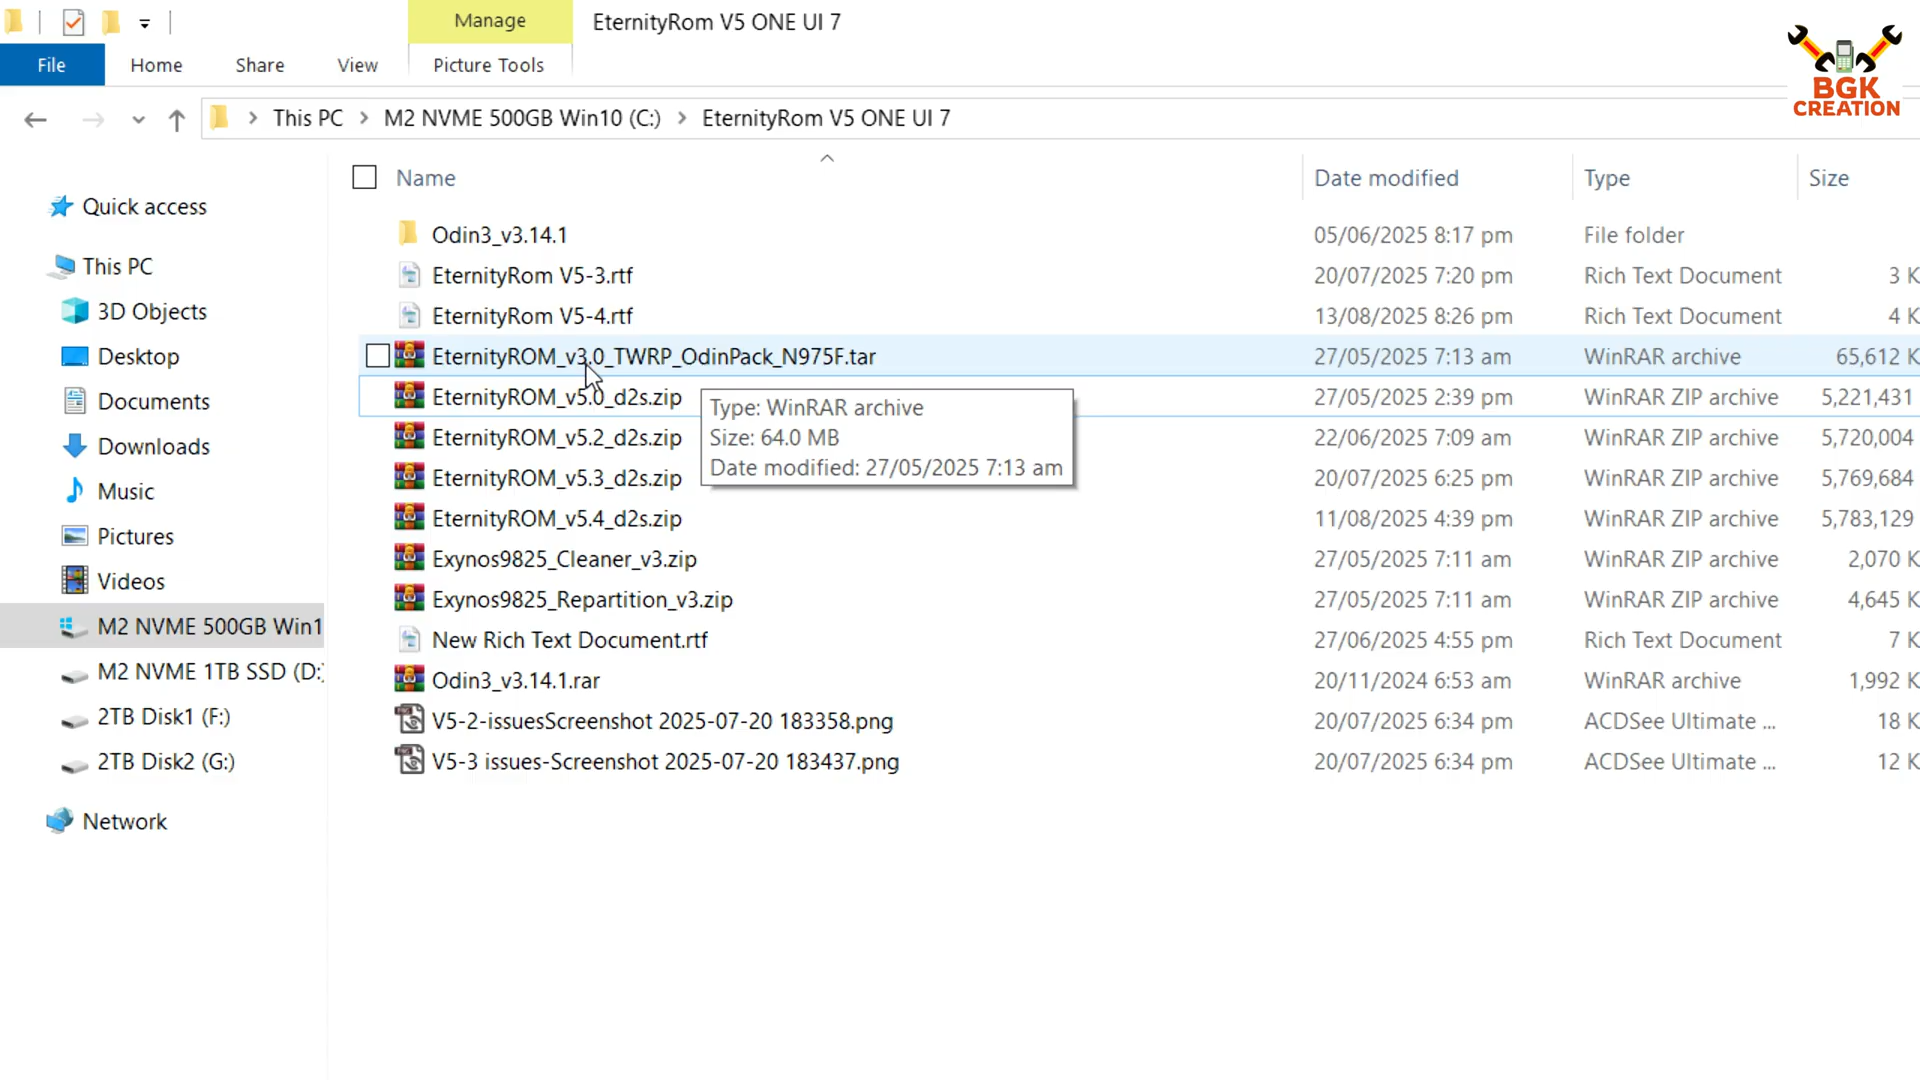 Manage
EternityRom V5 ONE UI 7
File
Home
Share
View
Picture Tools
BGK
CREATION
This PC
M2 NVME 500GB Win10 (C:)
EternityRom V5 ONE UI 7
Name
Date modified
Type
Size
Quick access
This PC
3D Objects
Desktop
Documents
Downloads
Music
Pictures
Videos
M2 NVME 500GB Win1
M2 NVME 1TB SSD (D:)
2TB Disk1 (F:)
2TB Disk2 (G:)
Network
Odin3_v3.14.1 05/06/2025 8:17 pm File folder
EternityRom V5-3.rtf 20/07/2025 7:20 pm Rich Text Document 3 K
EternityRom V5-4.rtf 13/08/2025 8:26 pm Rich Text Document 4 K
EternityROM_v3.0_TWRP_OdinPack_N975F.tar 27/05/2025 7:13 am WinRAR archive 65,612 K
EternityROM_v5.0_d2s.zip 27/05/2025 2:39 pm WinRAR ZIP archive 5,221,431
EternityROM_v5.2_d2s.zip 22/06/2025 7:09 am WinRAR ZIP archive 5,720,004
EternityROM_v5.3_d2s.zip 20/07/2025 6:25 pm WinRAR ZIP archive 5,769,684
EternityROM_v5.4_d2s.zip 11/08/2025 4:39 pm WinRAR ZIP archive 5,783,129
Exynos9825_Cleaner_v3.zip 27/05/2025 7:11 am WinRAR ZIP archive 2,070 K
Exynos9825_Repartition_v3.zip 27/05/2025 7:11 am WinRAR ZIP archive 4,645 K
New Rich Text Document.rtf 27/06/2025 4:55 pm Rich Text Document 7 K
Odin3_v3.14.1.rar 20/11/2024 6:53 am WinRAR archive 1,992 K
V5-2-issuesScreenshot 2025-07-20 183358.png 20/07/2025 6:34 pm ACDSee Ultimate ... 18 K
V5-3 issues-Screenshot 2025-07-20 183437.png 20/07/2025 6:34 pm ACDSee Ultimate ... 12 K
Type: WinRAR archive
Size: 64.0 MB
Date modified: 27/05/2025 7:13 am